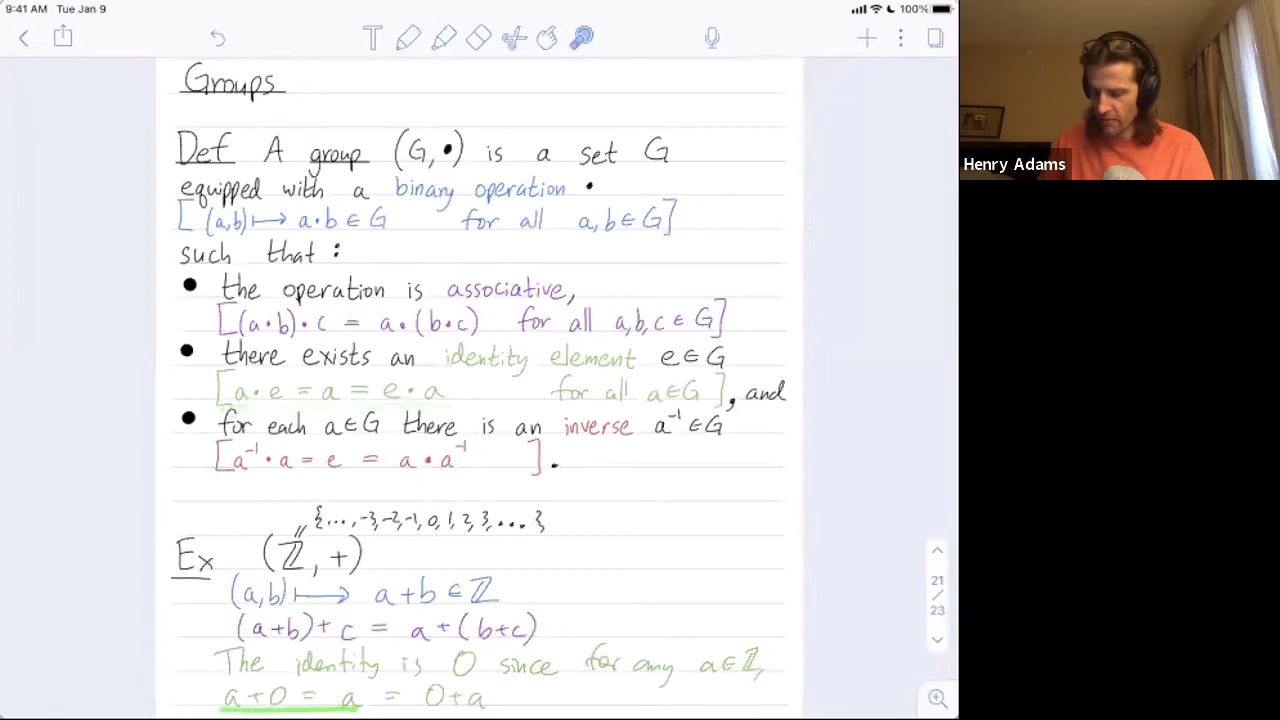 9:41 AM Tue Jan 9
100%
Groups
Def A group (G, •) is a set G
equipped with a binary operation •
[(a,b) ⟼ a•b ∈ G for all a,b ∈ G]
such that:
• the operation is associative,
[(a•b)•c = a•(b•c) for all a,b,c ∈ G]
• there exists an identity element e ∈ G
[a•e = a = e•a for all a∈G], and
• for each a∈G there is an inverse a⁻¹ ∈ G
[a⁻¹•a = e = a•a⁻¹ ].
{..., -3, -2, -1, 0, 1, 2, 3, ...}
Ex (ℤ, +)
(a,b) ⟼ a+b ∈ ℤ
(a+b)+c = a+(b+c)
The identity is 0 since for any a∈ℤ,
a+0 = a = 0+a
21
/
23
Henry Adams